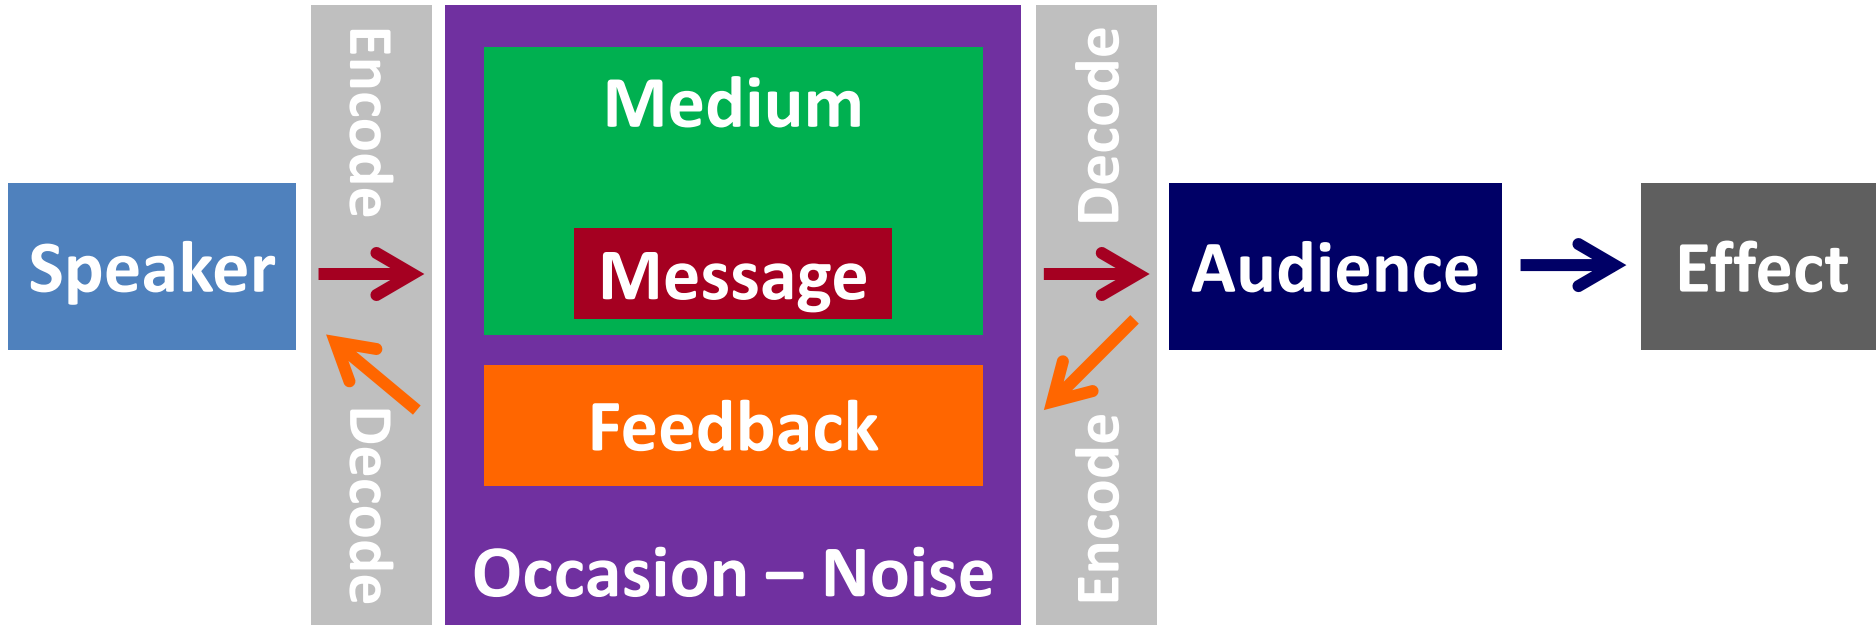 Speaker
Encode
Decode
Medium
Message
Feedback
Occasion – Noise
Decode
Encode
Audience
Effect